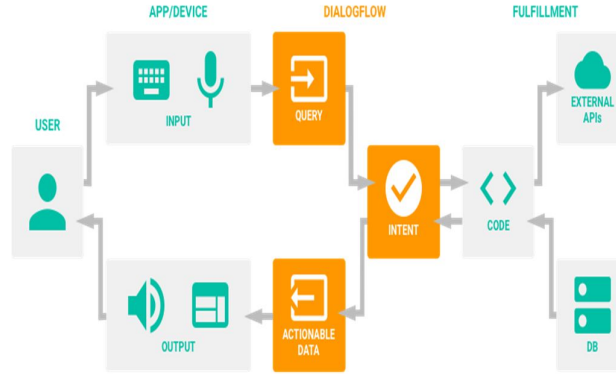 APP/DEVICE
DIALOGFLOW
FULFILLMENT
INPUT
QUERY
EXTERNAL
APIs
USER
INTENT
CODE
OUTPUT
ACTIONABLE
DATA
DB